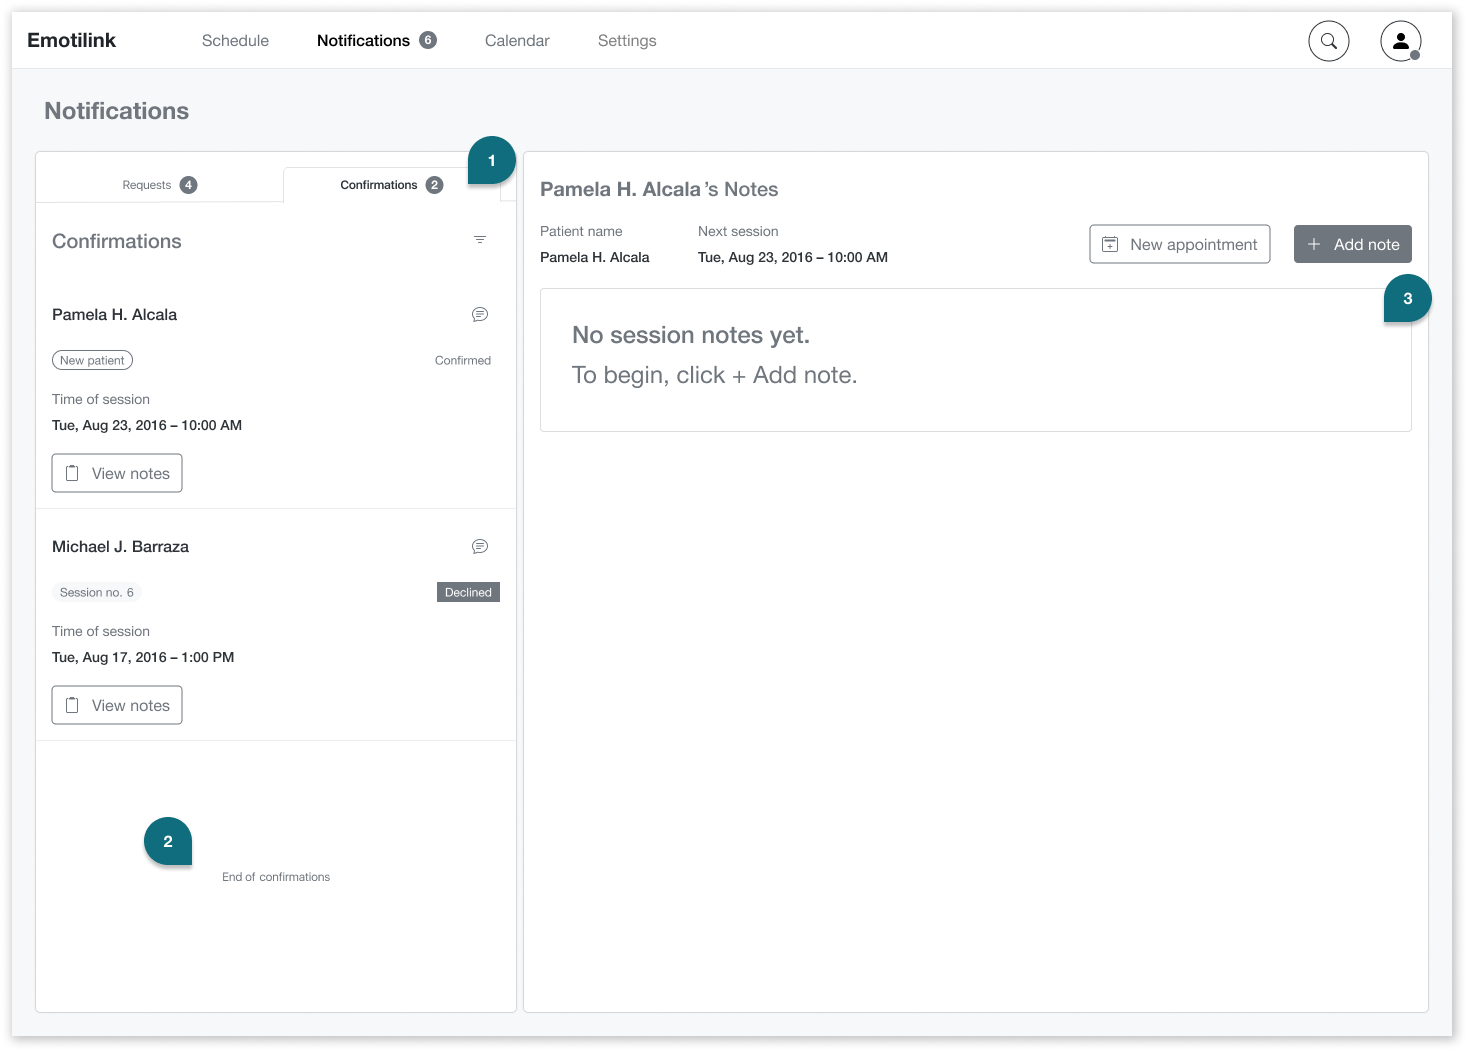 Emotilink Schedule Notifications 6 Calendar Settings
Notifications
1
Requests 4 Confirmations 2
Confirmations
Pamela H. Alcala
New patient Confirmed
Time of session
Tue, Aug 23, 2016 – 10:00 AM
View notes
Michael J. Barraza
Session no. 6 Declined
Time of session
Tue, Aug 17, 2016 – 1:00 PM
View notes
2
End of confirmations
Pamela H. Alcala 's Notes
Patient name Next session
Pamela H. Alcala Tue, Aug 23, 2016 – 10:00 AM
New appointment + Add note
3
No session notes yet.
To begin, click + Add note.